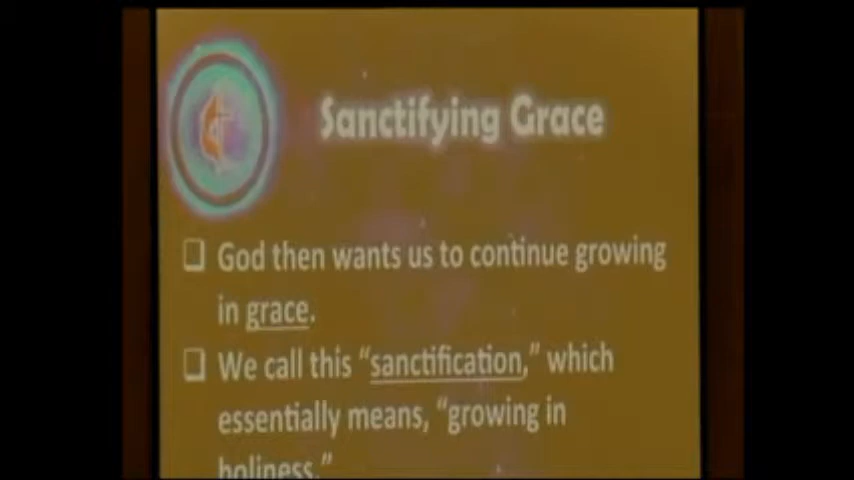 Sanctifying Grace
❑ God then wants us to continue growing
in grace.
❑ We call this “sanctification,” which
essentially means, “growing in
holiness.”